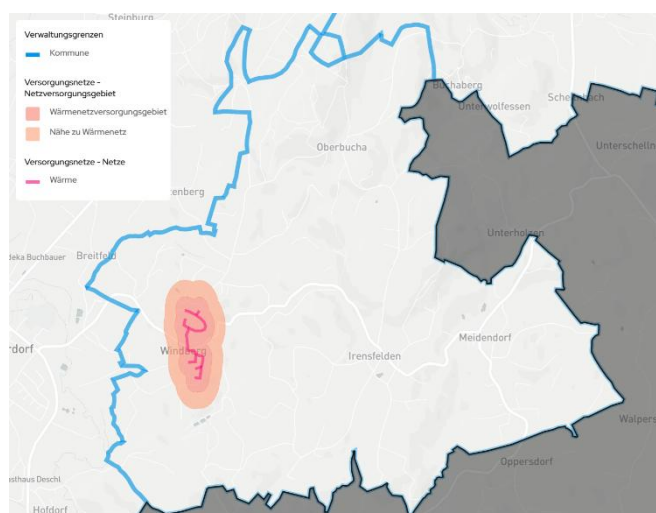 Steinburg
Verwaltungsgrenzen
Kommune
Versorgungsnetze -
Netzversorgungsgebiet
Wärmenetzversorgungsgebiet
Nähe zu Wärmenetz
Versorgungsnetze - Netze
Wärme
Buchaberg
Unterwolfessen
Schellnbach
Oberbucha
Unterschelln
tenberg
Unterholsen
Breitfeld
deka Buchbauer
rdorf
Windberg
Irensfelden
Meidendorf
Walpers
Oppersdorf
sthaus Deschl
Hofdorf